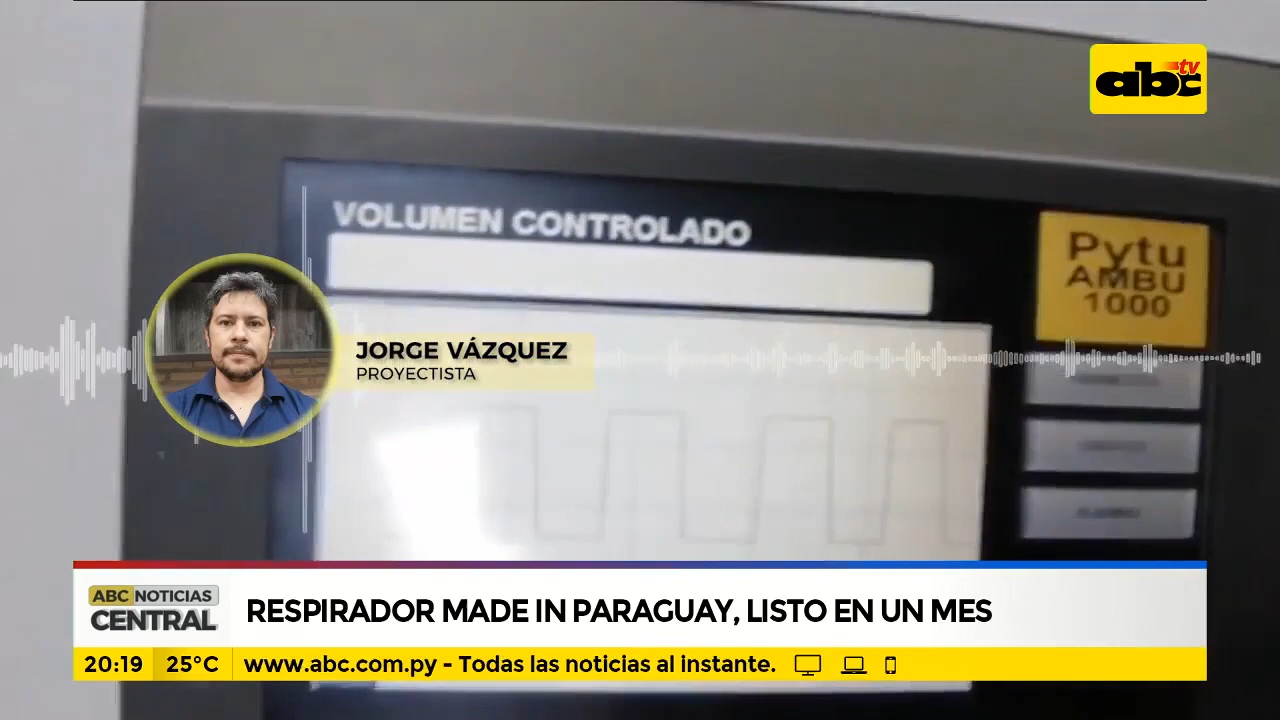 abc tv
VOLUMEN CONTROLADO
Pytu
AMBU
1000
JORGE VÁZQUEZ
PROYECTISTA
ABC NOTICIAS
CENTRAL
RESPIRADOR MADE IN PARAGUAY, LISTO EN UN MES
20:19 25°C www.abc.com.py - Todas las noticias al instante.